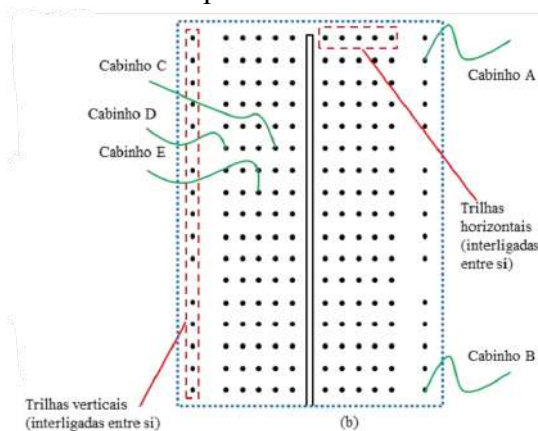 Cabinho C
Cabinho A
Cabinho D
Cabinho E
Trilhas
horizontais
(interligadas
entre si)
Cabinho B
Trilhas verticais
(interligadas entre si)
(b)